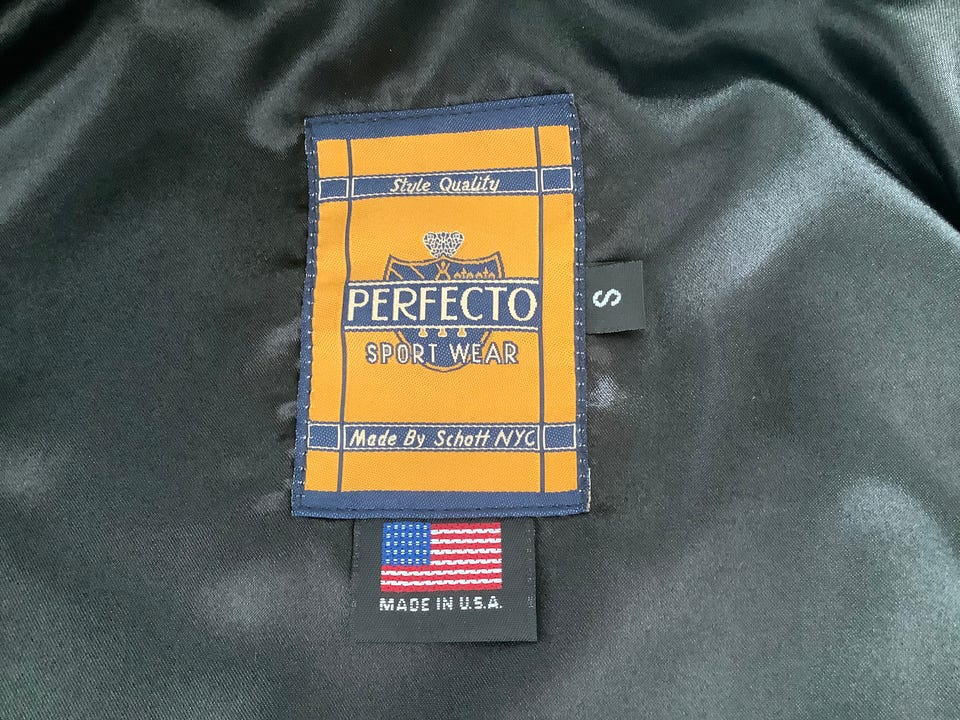 Style Quality
PERFECTO
SPORT WEAR
Made By Schott NYC
S
MADE IN U.S.A.